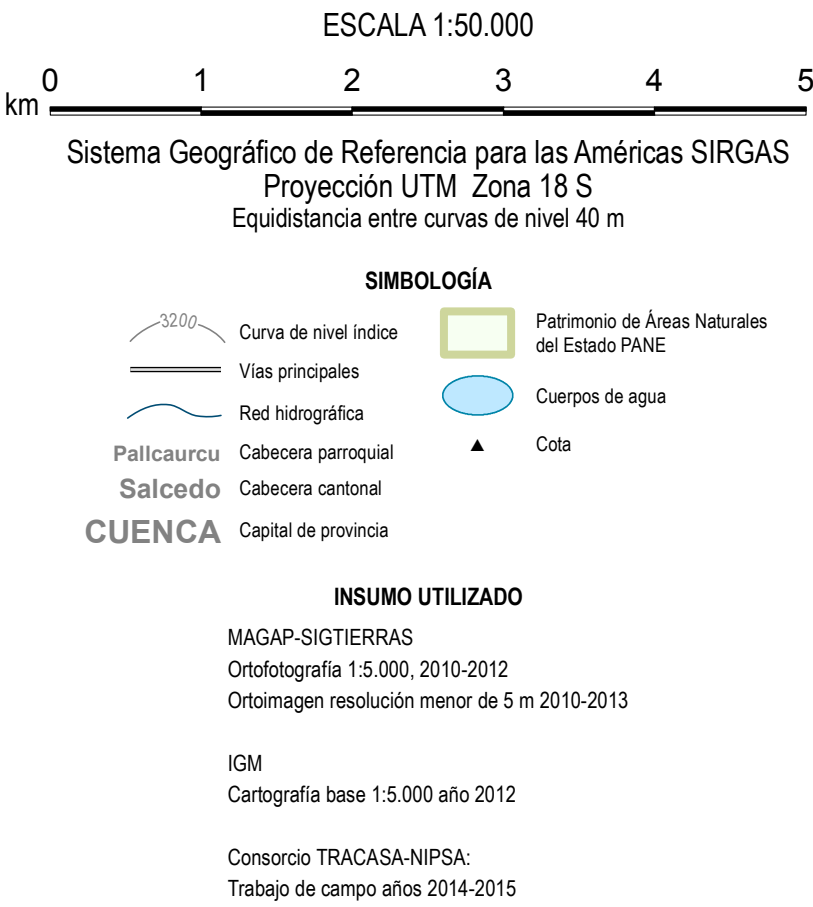 ESCALA 1:50.000
0 1 2 3 4 5
km
Sistema Geográfico de Referencia para las Américas SIRGAS
Proyección UTM Zona 18 S
Equidistancia entre curvas de nivel 40 m
SIMBOLOGÍA
3200 Curva de nivel índice
Vías principales
Red hidrográfica
Pallcaurcu Cabecera parroquial
Salcedo Cabecera cantonal
CUENCA Capital de provincia
Patrimonio de Áreas Naturales
del Estado PANE
Cuerpos de agua
Cota
INSUMO UTILIZADO
MAGAP-SIGTIERRAS
Ortofotografía 1:5.000, 2010-2012
Ortoimagen resolución menor de 5 m 2010-2013
IGM
Cartografía base 1:5.000 año 2012
Consorcio TRACASA-NIPSA:
Trabajo de campo años 2014-2015